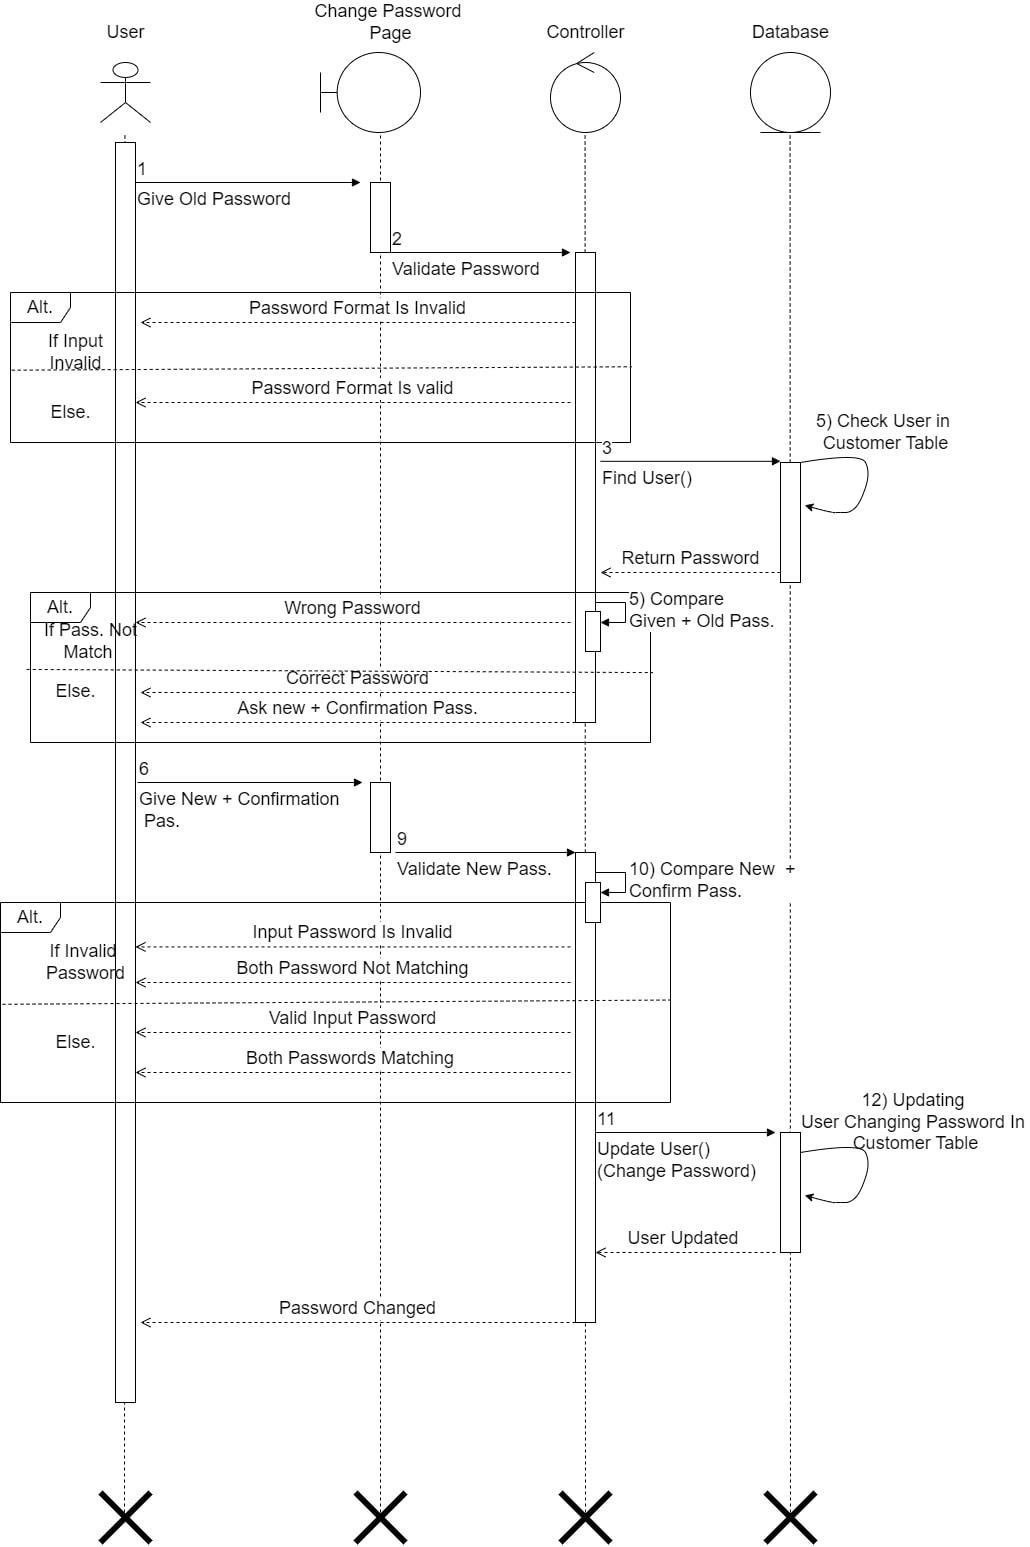 User
Change Password
Page
Controller
Database
1
Give Old Password
2
Validate Password
Alt.
Password Format Is Invalid
If Input
Invalid
Password Format Is valid
Else.
5) Check User in
Customer Table
3
Find User()
Return Password
Alt.
Wrong Password
5) Compare
Given + Old Pass.
If Pass. Not
Match
Correct Password
Else.
Ask new + Confirmation Pass.
6
Give New + Confirmation
Pas.
9
Validate New Pass.
10) Compare New +
Confirm Pass.
Alt.
Input Password Is Invalid
If Invalid
Password
Both Password Not Matching
Valid Input Password
Else.
Both Passwords Matching
12) Updating
User Changing Password In
Customer Table
11
Update User()
(Change Password)
User Updated
Password Changed